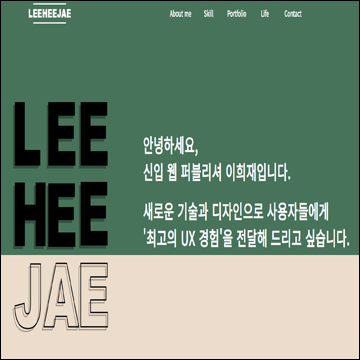 LEEHEEJAE
About me Skill Portfolio Life Contact
LEE
HEE
JAE
안녕하세요,
신입 웹 퍼블리셔 이희재입니다.
새로운 기술과 디자인으로 사용자들에게
'최고의 UX 경험'을 전달해 드리고 싶습니다.